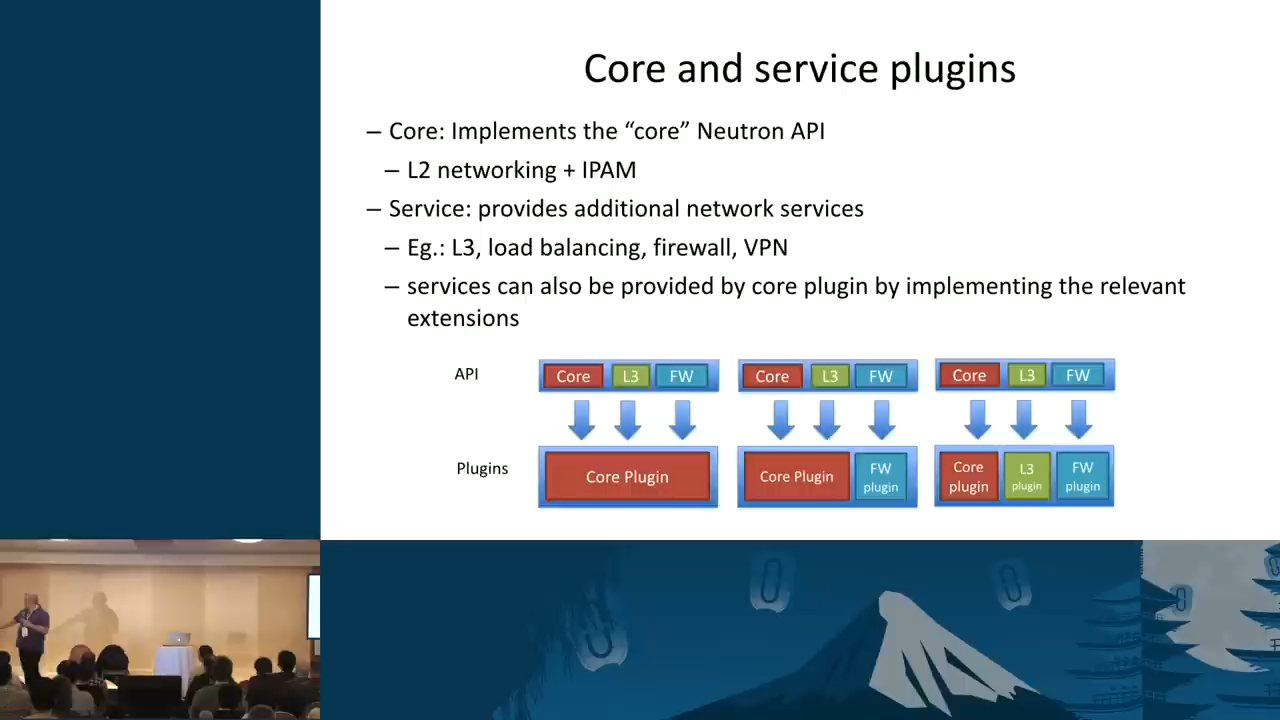 Core and service plugins
– Core: Implements the “core” Neutron API
– L2 networking + IPAM
– Service: provides additional network services
– Eg.: L3, load balancing, firewall, VPN
– services can also be provided by core plugin by implementing the relevant
extensions
API
Core L3 FW
Core L3 FW
Core L3 FW
Plugins
Core Plugin
Core Plugin
FW
plugin
Core
plugin
L3
plugin
FW
plugin